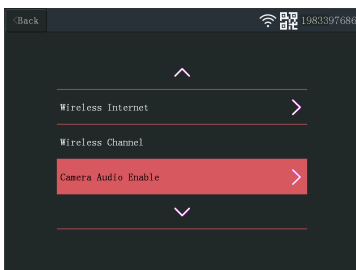 <Back
1983397686
Wireless Internet
Wireless Channel
Camera Audio Enable